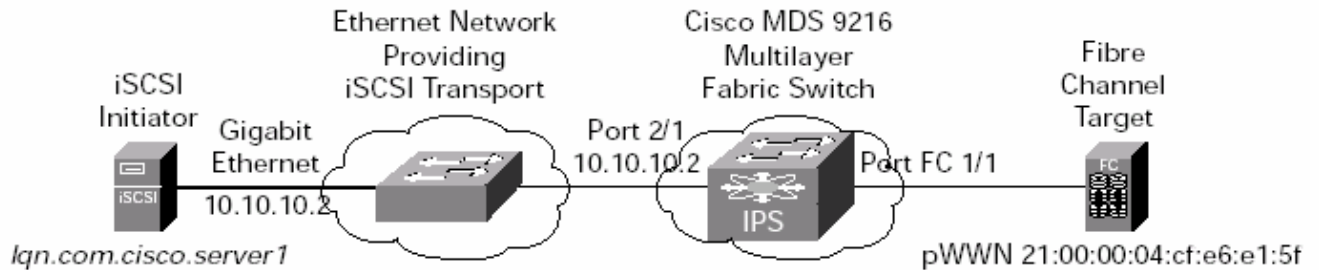 iSCSI
Initiator
iSCSI
Iqn.com.cisco.server1
Gigabit
Ethernet
10.10.10.2
Ethernet Network
Providing
iSCSI Transport
Port 2/1
10.10.10.2
Cisco MDS 9216
Multilayer
Fabric Switch
IPS
Port FC 1/1
Fibre
Channel
Target
FC
pWWN 21:00:00:04:cf:e6:e1:5f